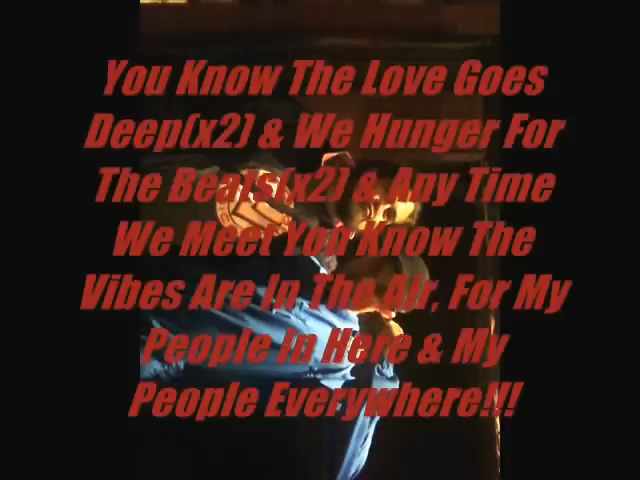 You Know The Love Goes
Deep(x2) & We Hunger For
The Beats(x2) & Any Time
We Meet You Know The
Vibes Are In The Air, For My
People In Here & My
People Everywhere!!!